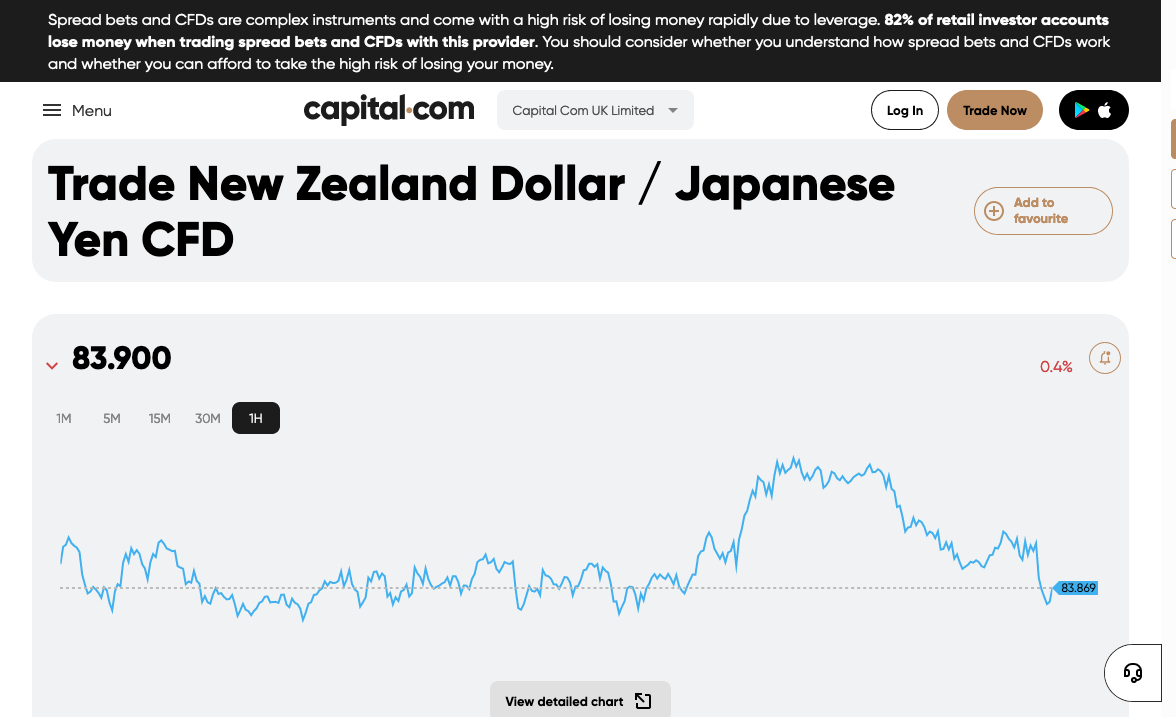 Spread bets and CFDs are complex instruments and come with a high risk of losing money rapidly due to leverage. 82% of retail investor accounts
lose money when trading spread bets and CFDs with this provider. You should consider whether you understand how spread bets and CFDs work
and whether you can afford to take the high risk of losing your money.
Menu
capital.com
Capital Com UK Limited
Log In
Trade Now
Trade New Zealand Dollar / Japanese
Yen CFD
Add to
favourite
83.900
0.4%
1M 5M 15M 30M 1H
83.869
View detailed chart